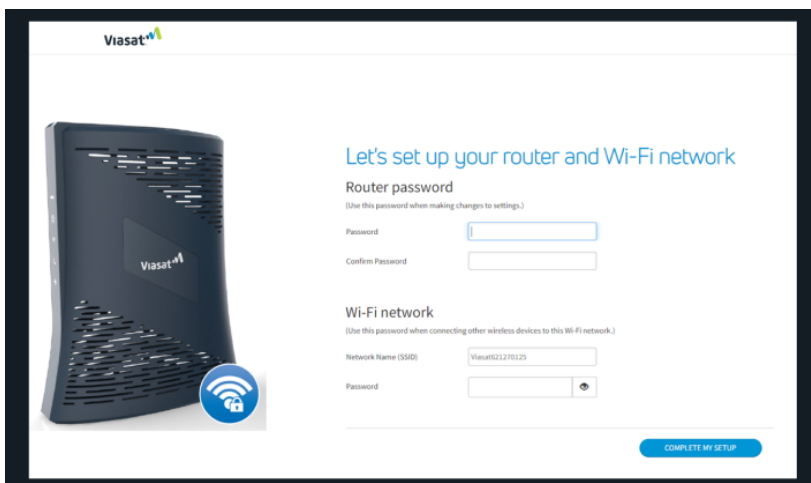 Viasat
Let's set up your router and Wi-Fi network
Router password
(Use this password when making changes to settings.)
Password
Confirm Password
Viasat
Wi-Fi network
(Use this password when connecting other wireless devices to this Wi-Fi network.)
Network Name (SSID) Viasat621270125
Password
COMPLETE MY SETUP